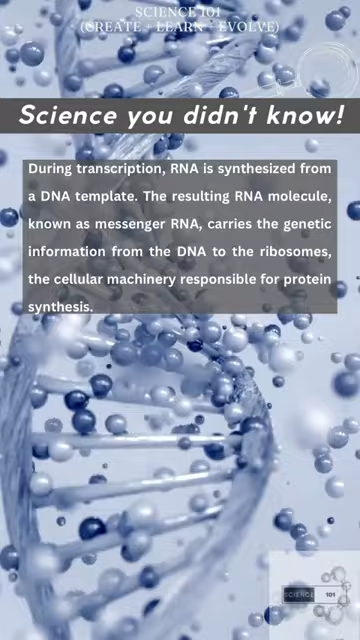 SCIENCE 101
(CREATE + LEARN + EVOLVE)
Science you didn't know!
During transcription, RNA is synthesized from
a DNA template. The resulting RNA molecule,
known as messenger RNA, carries the genetic
information from the DNA to the ribosomes,
the cellular machinery responsible for protein
synthesis.
SCIENCE 101